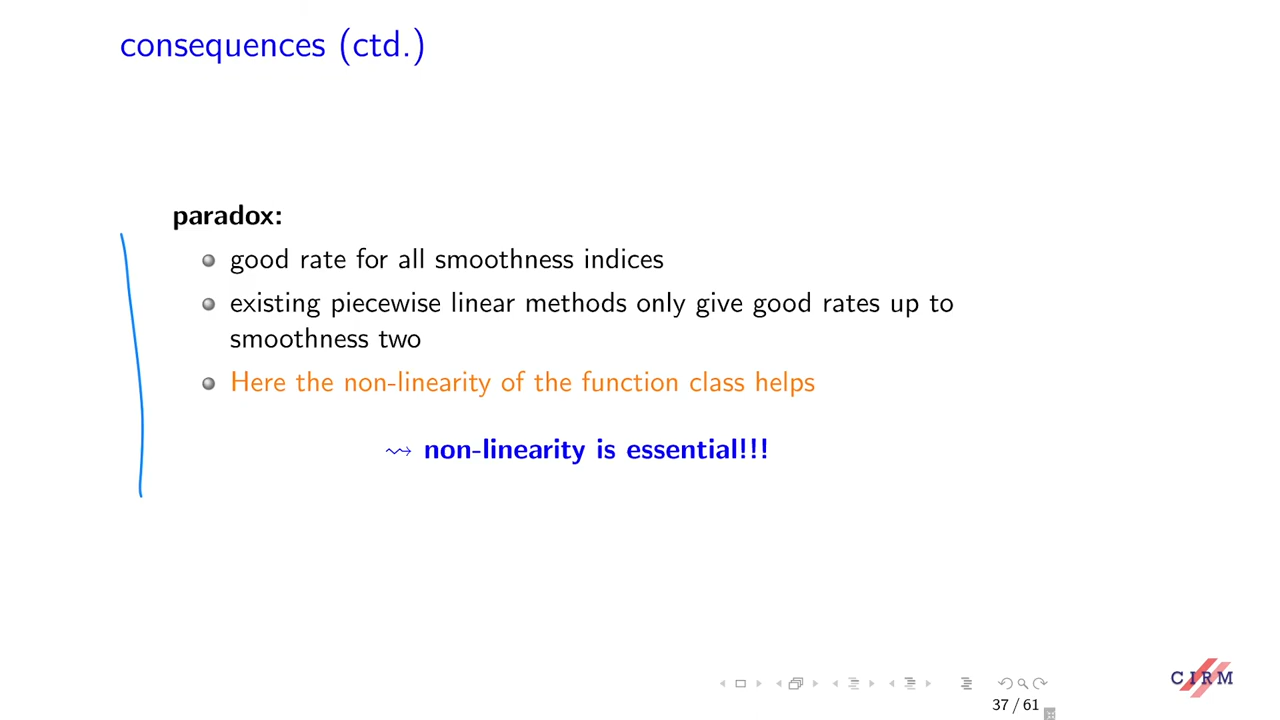 consequences (ctd.)
paradox:
good rate for all smoothness indices
existing piecewise linear methods only give good rates up to
smoothness two
Here the non-linearity of the function class helps
⇝ non-linearity is essential!!!
37 / 61
CIRM